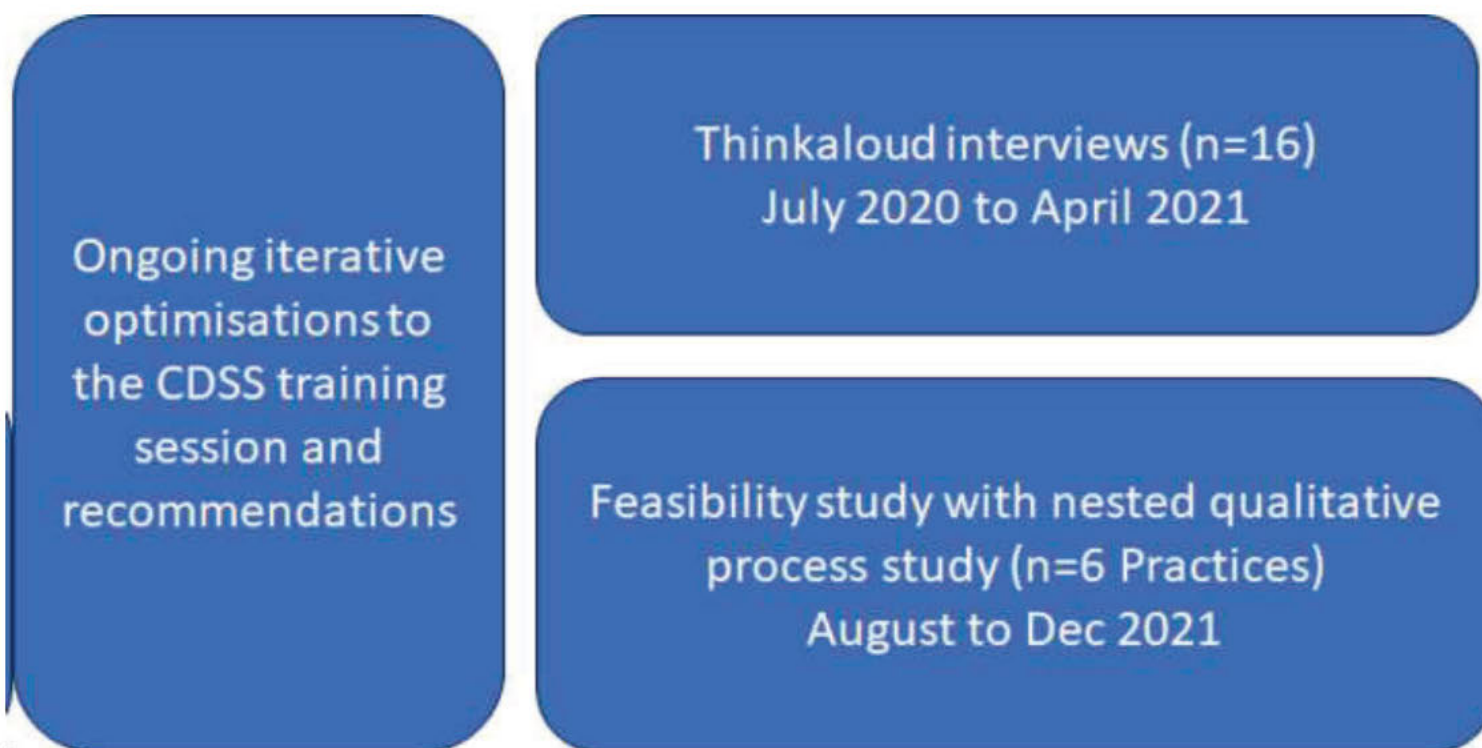 Ongoing iterative
optimisations to
the CDSS training
session and
recommendations
Thinkaloud interviews (n=16)
July 2020 to April 2021
Feasibility study with nested qualitative
process study (n=6 Practices)
August to Dec 2021